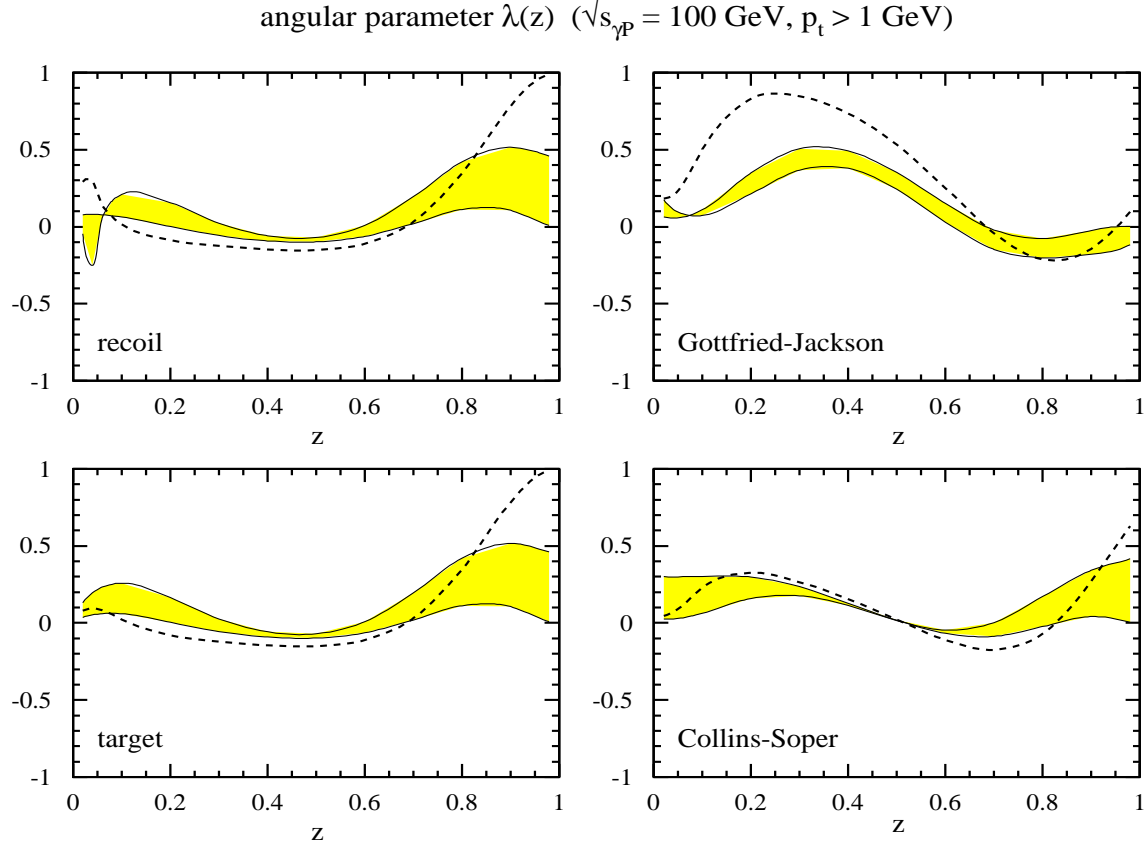 angular parameter λ(z) (√s_γP = 100 GeV, p_t > 1 GeV)
1
0.5
0
-0.5
-1
0 0.2 0.4 0.6 0.8 1
z
recoil
1
0.5
0
-0.5
-1
0 0.2 0.4 0.6 0.8 1
z
Gottfried-Jackson
1
0.5
0
-0.5
-1
0 0.2 0.4 0.6 0.8 1
z
target
1
0.5
0
-0.5
-1
0 0.2 0.4 0.6 0.8 1
z
Collins-Soper